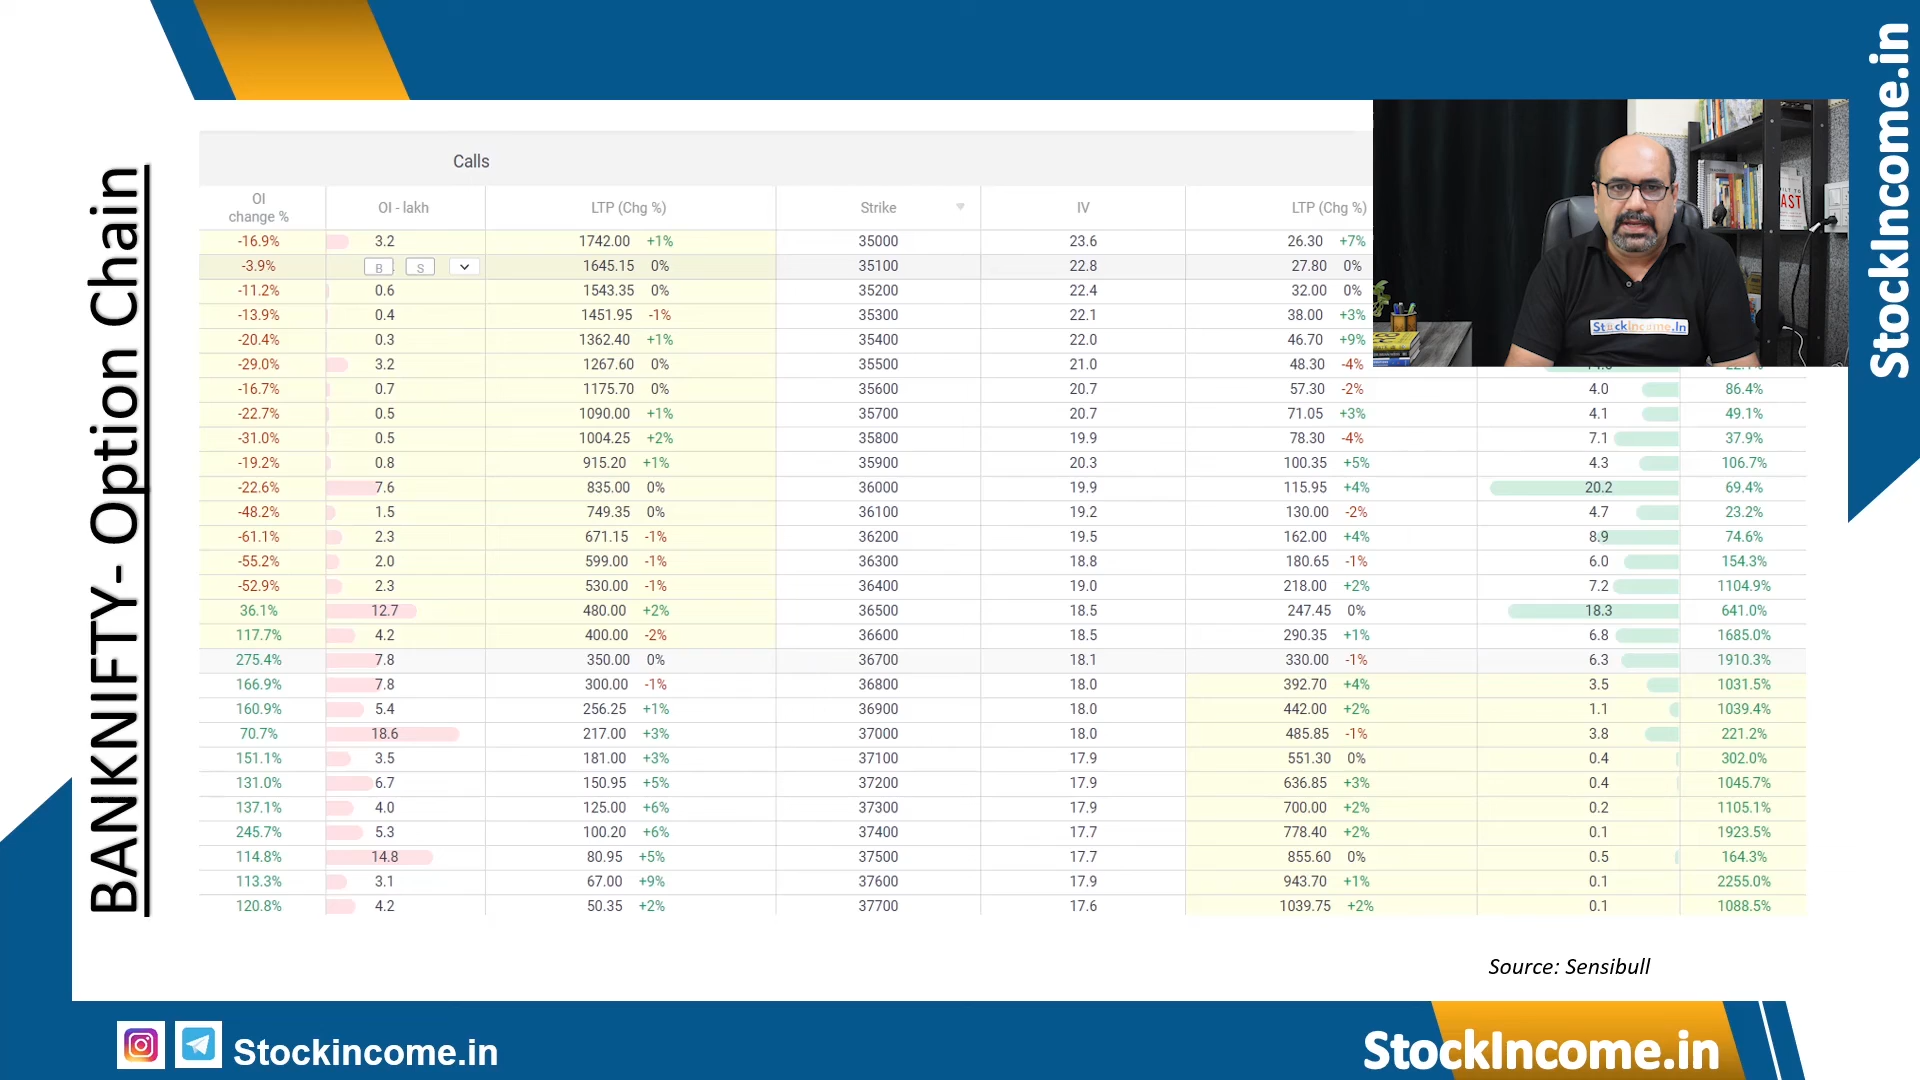 StockIncome.in
BANKNIFTY- Option Chain
Calls
OI change % OI - lakh LTP (Chg %) Strike IV LTP (Chg %)
-16.9% 3.2 1742.00 +1% 35000 23.6 26.30 +7%
-3.9% B S 1645.15 0% 35100 22.8 27.80 0%
-11.2% 0.6 1543.35 0% 35200 22.4 32.00 0%
-13.9% 0.4 1451.95 -1% 35300 22.1 38.00 +3%
-20.4% 0.3 1362.40 +1% 35400 22.0 46.70 +9%
-29.0% 3.2 1267.60 0% 35500 21.0 48.30 -4%
-16.7% 0.7 1175.70 0% 35600 20.7 57.30 -2% 4.0 86.4%
-22.7% 0.5 1090.00 +1% 35700 20.7 71.05 +3% 4.1 49.1%
-31.0% 0.5 1004.25 +2% 35800 19.9 78.30 -4% 7.1 37.9%
-19.2% 0.8 915.20 +1% 35900 20.3 100.35 +5% 4.3 106.7%
-22.6% 7.6 835.00 0% 36000 19.9 115.95 +4% 20.2 69.4%
-48.2% 1.5 749.35 0% 36100 19.2 130.00 -2% 4.7 23.2%
-61.1% 2.3 671.15 -1% 36200 19.5 162.00 +4% 8.9 74.6%
-55.2% 2.0 599.00 -1% 36300 18.8 180.65 -1% 6.0 154.3%
-52.9% 2.3 530.00 -1% 36400 19.0 218.00 +2% 7.2 1104.9%
36.1% 12.7 480.00 +2% 36500 18.5 247.45 0% 18.3 641.0%
117.7% 4.2 400.00 -2% 36600 18.5 290.35 +1% 6.8 1685.0%
275.4% 7.8 350.00 0% 36700 18.1 330.00 -1% 6.3 1910.3%
166.9% 7.8 300.00 -1% 36800 18.0 392.70 +4% 3.5 1031.5%
160.9% 5.4 256.25 +1% 36900 18.0 442.00 +2% 1.1 1039.4%
70.7% 18.6 217.00 +3% 37000 18.0 485.85 -1% 3.8 221.2%
151.1% 3.5 181.00 +3% 37100 17.9 551.30 0% 0.4 302.0%
131.0% 6.7 150.95 +5% 37200 17.9 636.85 +3% 0.4 1045.7%
137.1% 4.0 125.00 +6% 37300 17.9 700.00 +2% 0.2 1105.1%
245.7% 5.3 100.20 +6% 37400 17.7 778.40 +2% 0.1 1923.5%
114.8% 14.8 80.95 +5% 37500 17.7 855.60 0% 0.5 164.3%
113.3% 3.1 67.00 +9% 37600 17.9 943.70 +1% 0.1 2255.0%
120.8% 4.2 50.35 +2% 37700 17.6 1039.75 +2% 0.1 1088.5%
StockIncome.In
Source: Sensibull
Stockincome.in
StockIncome.in